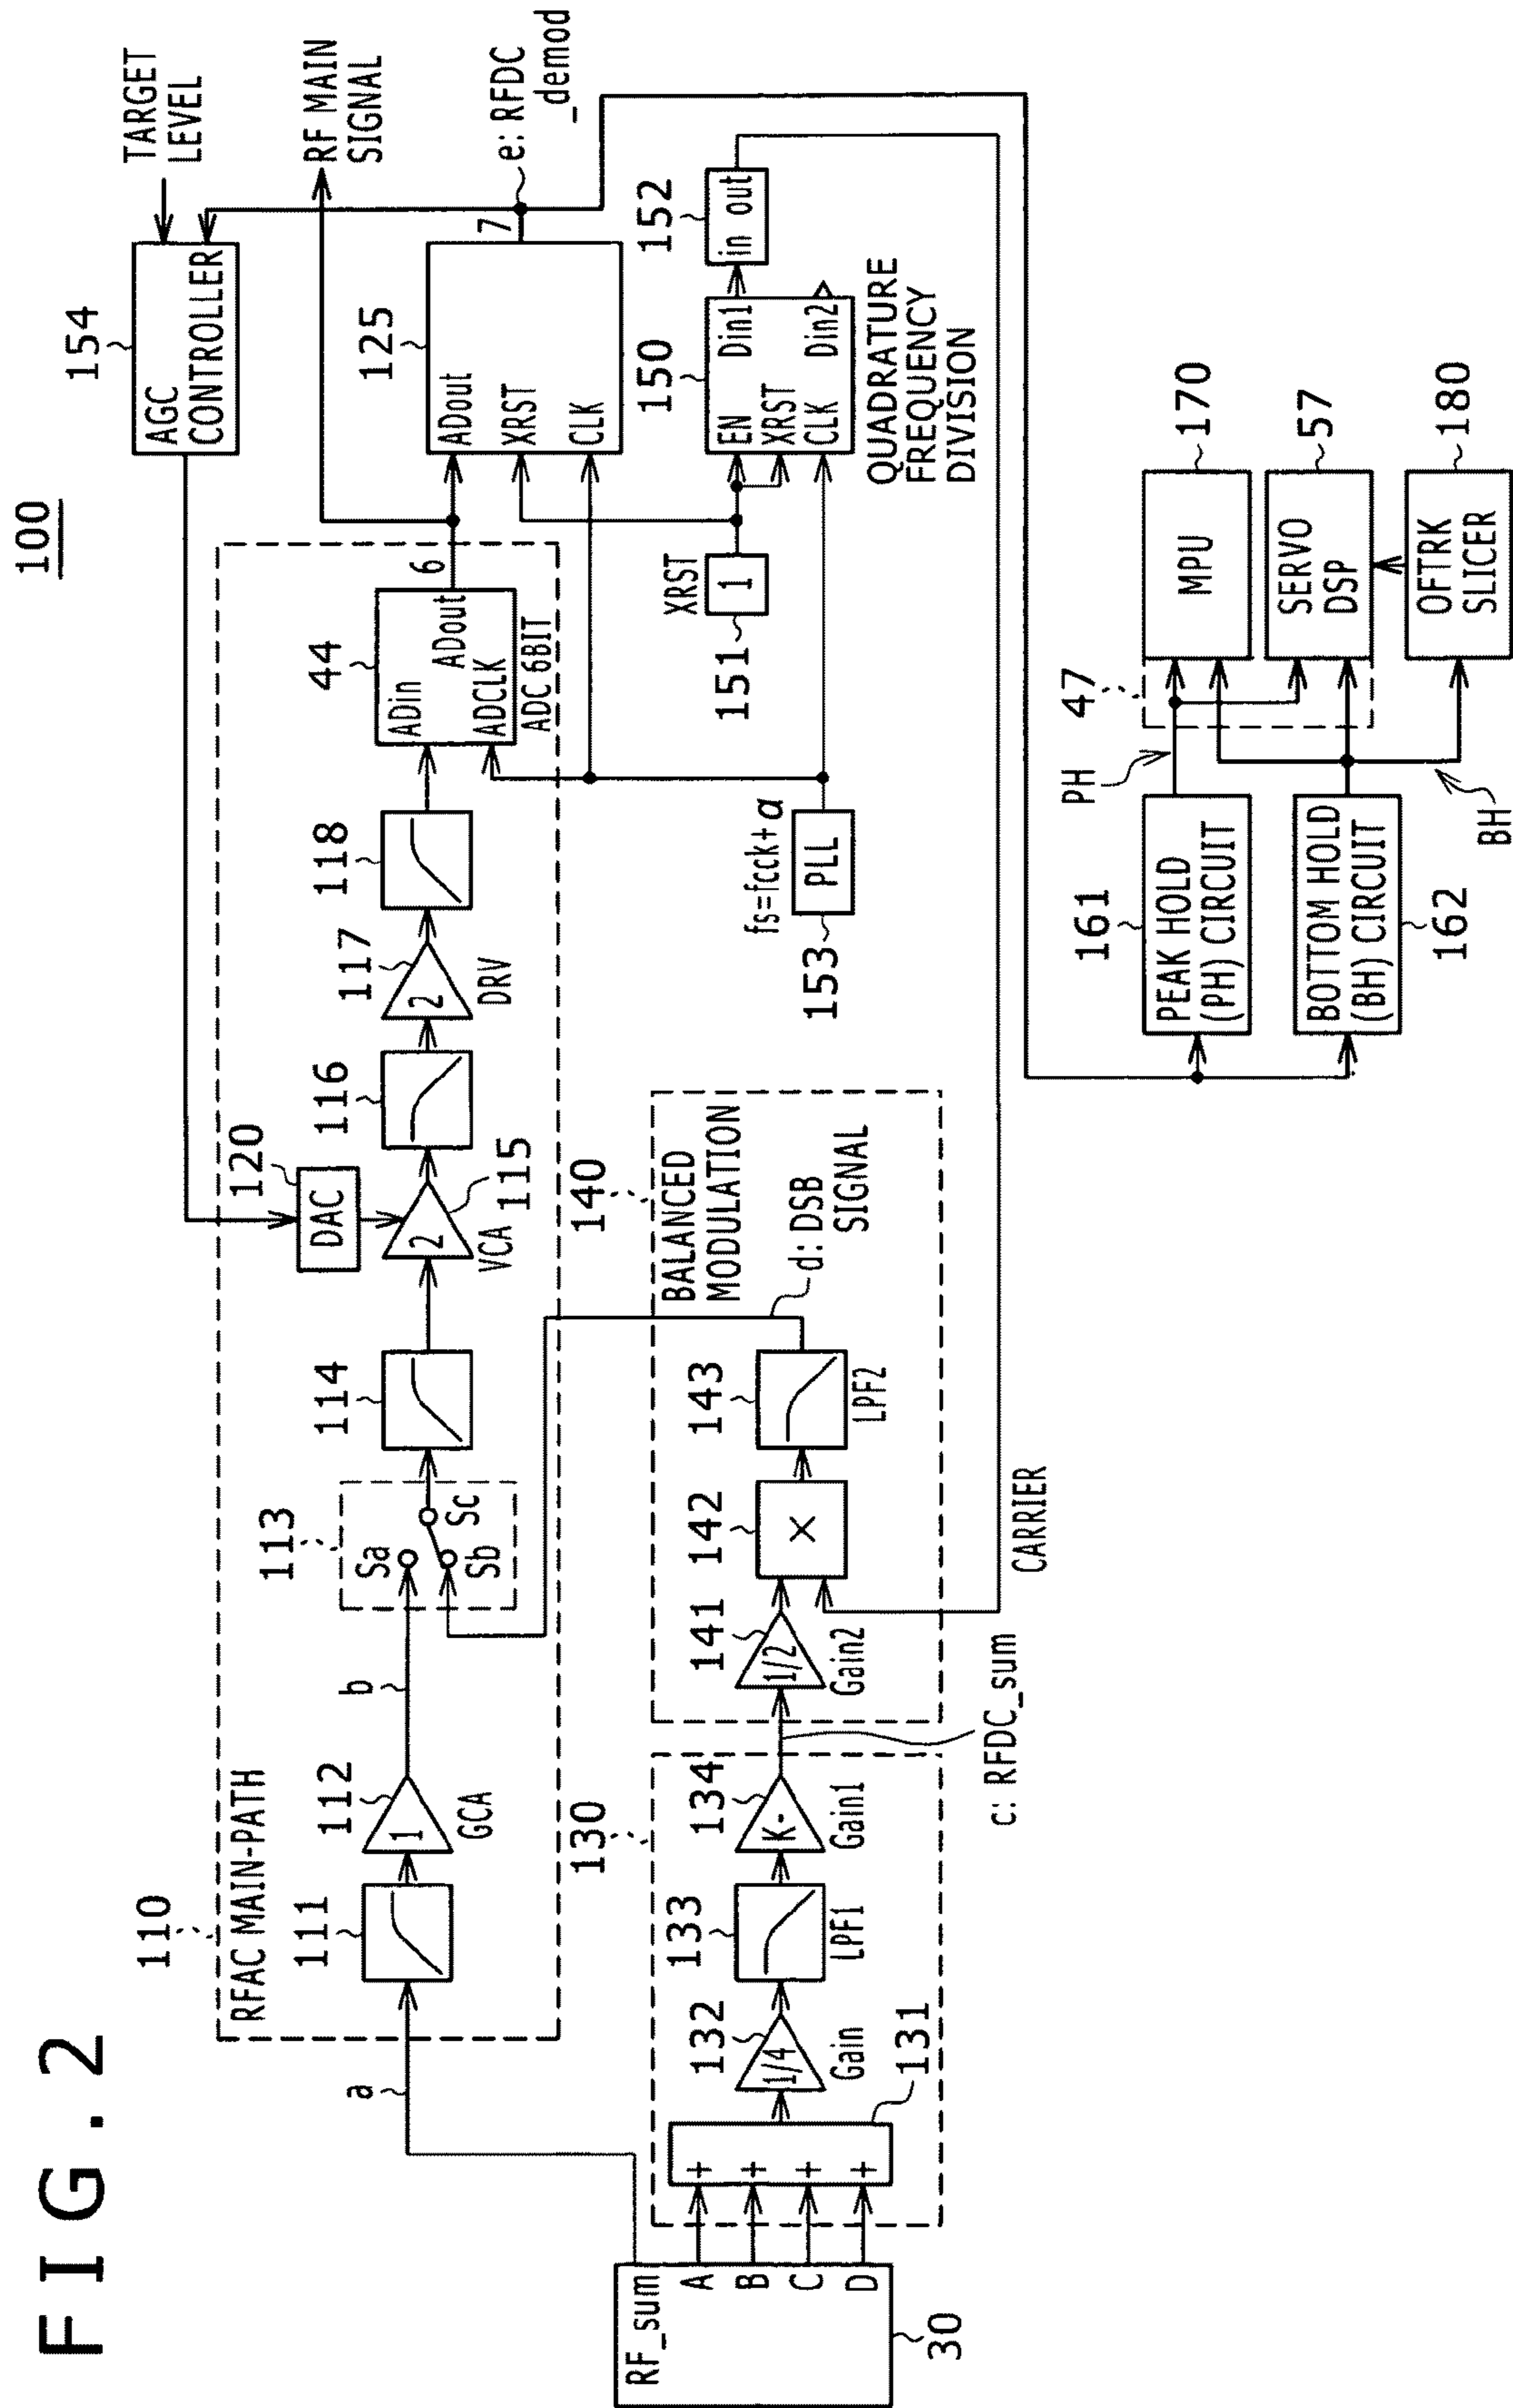 FIG. 2
100
30
RF_sum
A
B
C
D
a
110
RFAC MAIN-PATH
111
112
1
GCA
b
113
Sa
Sb
Sc
114
115
2
VCA
120
DAC
116
117
2
DRV
118
44
ADin
ADout
ADCLK
ADC 6BIT
6
154
AGC
CONTROLLER
TARGET
LEVEL
RF MAIN
SIGNAL
125
ADout
XRST
CLK
7
e: RFDC
_demod
130
131
+
+
+
+
132
1/4
Gain
133
LPF1
134
K·
Gain1
c: RFDC_sum
140
BALANCED
MODULATION
141
1/2
Gain2
142
×
143
LPF2
d: DSB
SIGNAL
CARRIER
fs=fcck+α
PLL
153
XRST
1
151
150
EN
XRST
CLK
Din1
Din2
QUADRATURE
FREQUENCY
DIVISION
152
in out
161
PEAK HOLD
(PH) CIRCUIT
BOTTOM HOLD
(BH) CIRCUIT
162
PH
BH
47
MPU
170
SERVO
DSP
57
OFTRK
SLICER
180